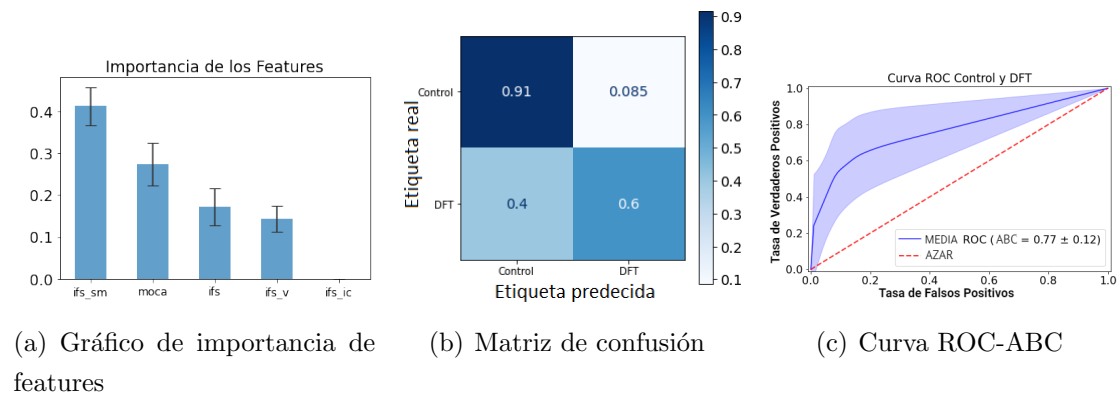 Importancia de los Features
0.4
0.3
0.2
0.1
0.0
ifs_sm moca ifs ifs_v ifs_ic
Etiqueta real
Control
DFT
0.91 0.085
0.4 0.6
Control DFT
Etiqueta predecida
0.9
0.8
0.7
0.6
0.5
0.4
0.3
0.2
0.1
Curva ROC Control y DFT
Tasa de Verdaderos Positivos
1.0
0.8
0.6
0.4
0.2
0.0
MEDIA ROC (ABC = 0.77 ± 0.12)
AZAR
0.0 0.2 0.4 0.6 0.8 1.0
Tasa de Falsos Positivos
(a) Gráfico de importancia de
features
(b) Matriz de confusión
(c) Curva ROC-ABC